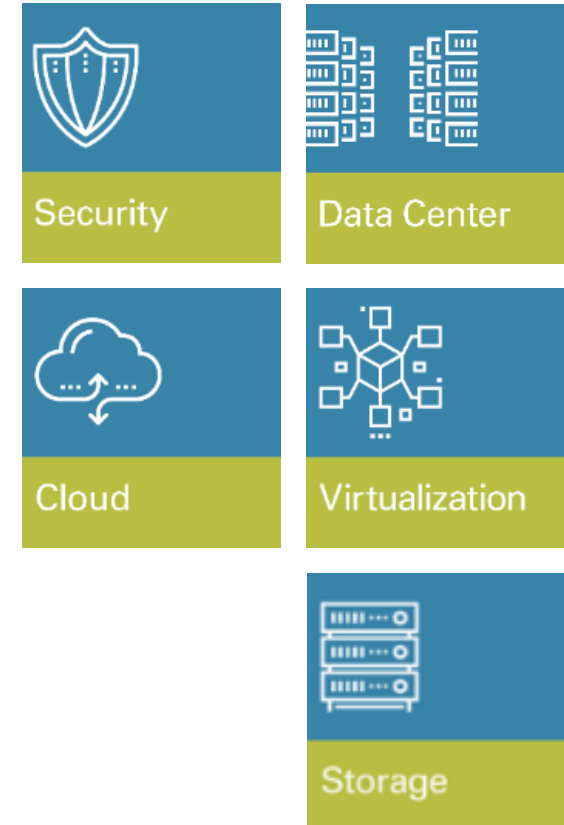 Security
Data Center
Cloud
Virtualization
Storage